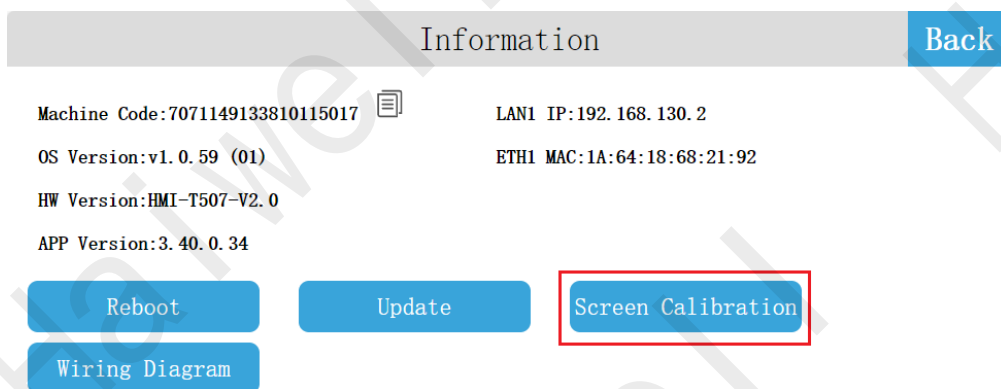 Information
Back
Machine Code:7071149133810115017
LAN1 IP:192.168.130.2
OS Version:v1.0.59 (01)
ETH1 MAC:1A:64:18:68:21:92
HW Version:HMI-T507-V2.0
APP Version:3.40.0.34
Reboot
Update
Screen Calibration
Wiring Diagram
Haiwell